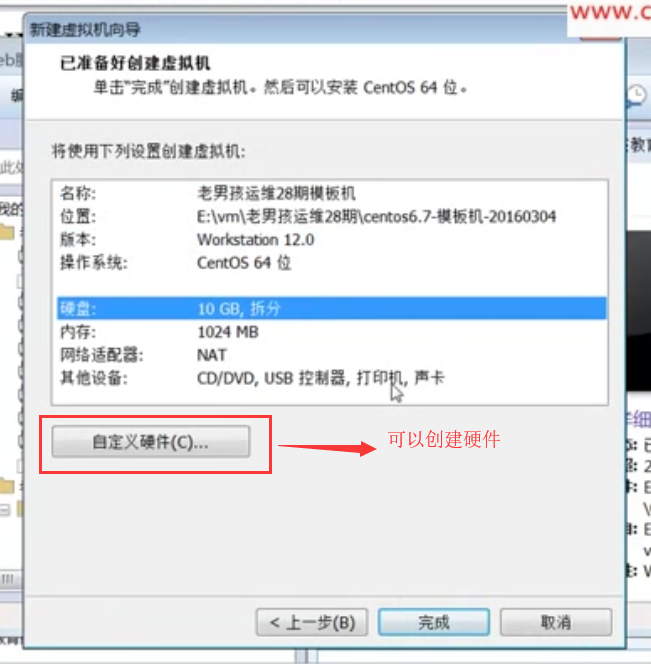 www.c
新建虚拟机向导
已准备好创建虚拟机
单击“完成”创建虚拟机。然后可以安装 CentOS 64 位。
将使用下列设置创建虚拟机:
名称: 老男孩运维28期模板机
位置: E:\vm\老男孩运维28期\centos6.7-模板机-20160304
版本: Workstation 12.0
操作系统: CentOS 64 位
硬盘: 10 GB, 拆分
内存: 1024 MB
网络适配器: NAT
其他设备: CD/DVD, USB 控制器, 打印机, 声卡
自定义硬件(C)...
可以创建硬件
< 上一步(B)
完成
取消